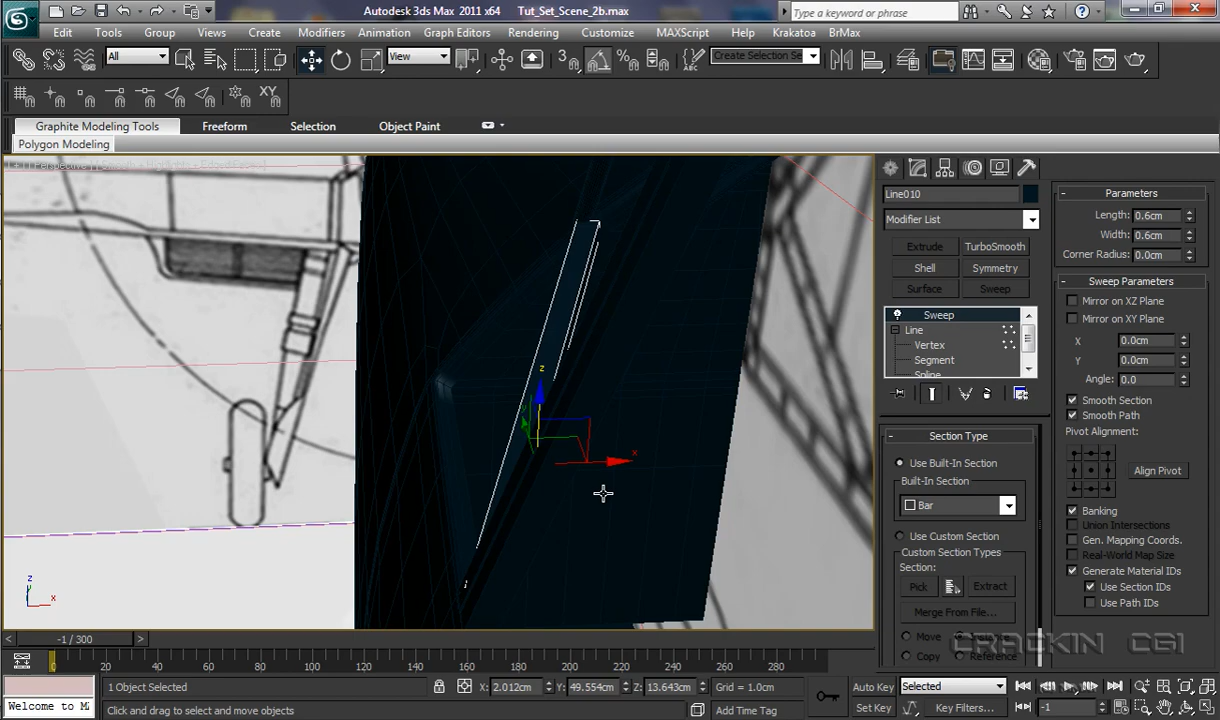 Autodesk 3ds Max 2011 x64 Tut_Set_Scene_2b.max
Type a keyword or phrase
Edit Tools Group Views Create Modifiers Animation Graph Editors Rendering Customize MAXScript Help Krakatoa BrMax
All
View
Create Selection Se
3
XY
Graphite Modeling Tools Freeform Selection Object Paint
Polygon Modeling
Line010
Modifier List
Extrude TurboSmooth
Shell Symmetry
Surface Sweep
Sweep
Line
Vertex
Segment
Spline
Section Type
Use Built-In Section
Built-In Section
Bar
Use Custom Section
Custom Section Types
Section:
Pick Extract
Merge From File...
Move Instance
Copy Reference
Parameters
Length: 0.6cm
Width: 0.6cm
Corner Radius: 0.0cm
Sweep Parameters
Mirror on XZ Plane
Mirror on XY Plane
X 0.0cm
Y 0.0cm
Angle: 0.0
Smooth Section
Smooth Path
Pivot Alignment:
Align Pivot
Banking
Union Intersections
Gen. Mapping Coords.
Real-World Map Size
Generate Material IDs
Use Section IDs
Use Path IDs
CRACKIN CGI
z
x
z
y
x
< -1 / 300 >
0 20 40 60 80 100 120 140 160 180 200 220 240 260 280
1 Object Selected X: 2.012cm Y: 49.554cm Z: 13.643cm Grid = 1.0cm Auto Key Selected
Welcome to MA Click and drag to select and move objects Add Time Tag Set Key Key Filters... -1